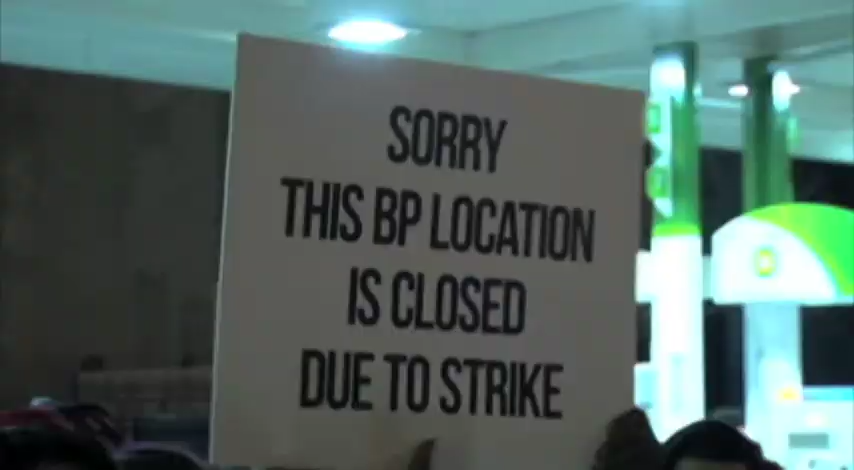 SORRY
THIS BP LOCATION
IS CLOSED
DUE TO STRIKE